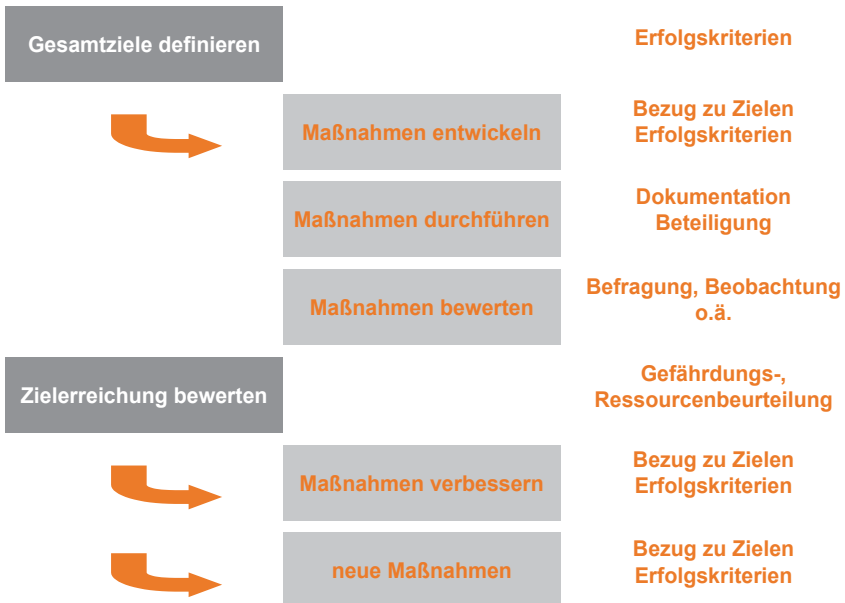 Gesamtziele definieren
Erfolgskriterien
Maßnahmen entwickeln
Bezug zu Zielen
Erfolgskriterien
Maßnahmen durchführen
Dokumentation
Beteiligung
Maßnahmen bewerten
Befragung, Beobachtung
o.ä.
Zielerreichung bewerten
Gefährdungs-,
Ressourcenbeurteilung
Maßnahmen verbessern
Bezug zu Zielen
Erfolgskriterien
neue Maßnahmen
Bezug zu Zielen
Erfolgskriterien